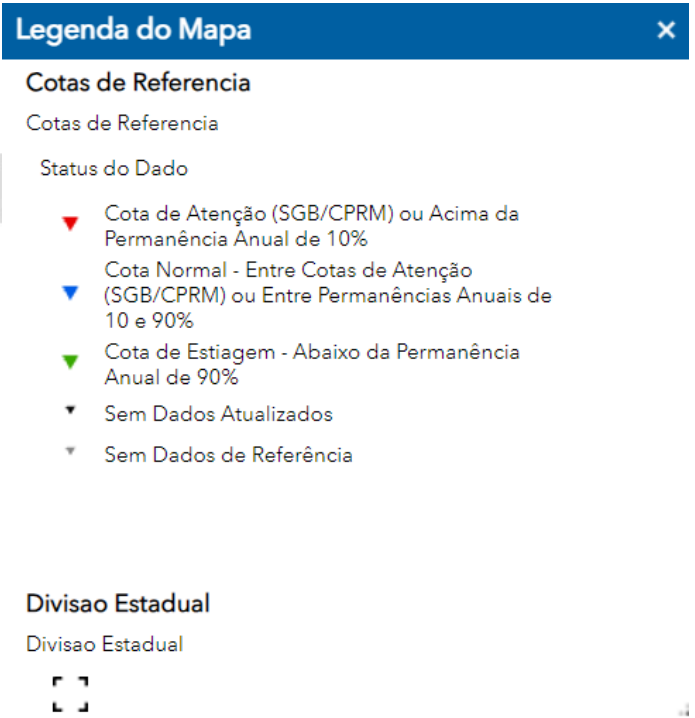 Legenda do Mapa
Cotas de Referencia
Cotas de Referencia
Status do Dado
Cota de Atenção (SGB/CPRM) ou Acima da
Permanência Anual de 10%
Cota Normal - Entre Cotas de Atenção
(SGB/CPRM) ou Entre Permanências Anuais de
10 e 90%
Cota de Estiagem - Abaixo da Permanência
Anual de 90%
Sem Dados Atualizados
Sem Dados de Referência
Divisao Estadual
Divisao Estadual